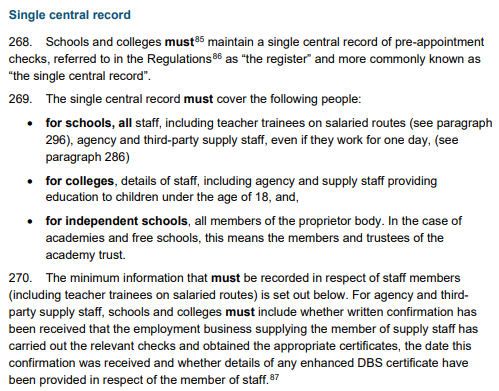 Single central record
268. Schools and colleges must85 maintain a single central record of pre-appointment
checks, referred to in the Regulations86 as “the register” and more commonly known as
“the single central record”.
269. The single central record must cover the following people:
• for schools, all staff, including teacher trainees on salaried routes (see paragraph
296), agency and third-party supply staff, even if they work for one day, (see
paragraph 286)
• for colleges, details of staff, including agency and supply staff providing
education to children under the age of 18, and,
• for independent schools, all members of the proprietor body. In the case of
academies and free schools, this means the members and trustees of the
academy trust.
270. The minimum information that must be recorded in respect of staff members
(including teacher trainees on salaried routes) is set out below. For agency and third-
party supply staff, schools and colleges must include whether written confirmation has
been received that the employment business supplying the member of supply staff has
carried out the relevant checks and obtained the appropriate certificates, the date this
confirmation was received and whether details of any enhanced DBS certificate have
been provided in respect of the member of staff.87